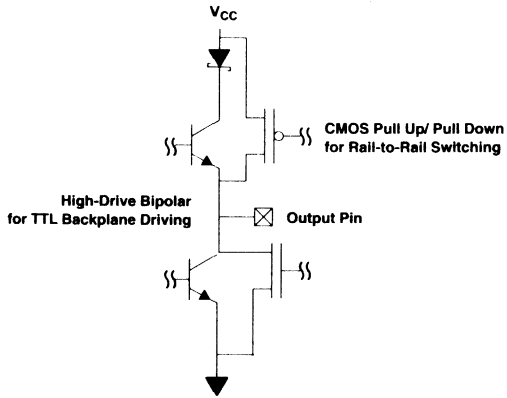 VCC
CMOS Pull Up/ Pull Down
for Rail-to-Rail Switching
High-Drive Bipolar
for TTL Backplane Driving
Output Pin